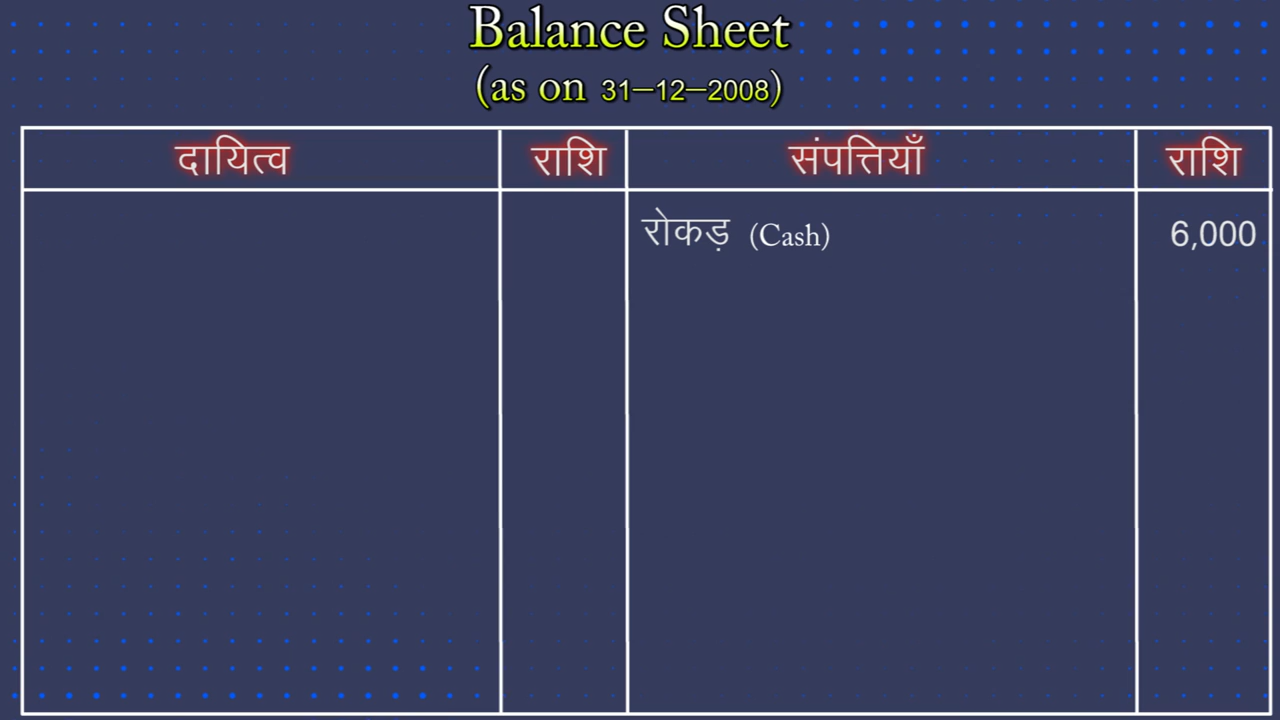 Balance Sheet
(as on 31–12–2008)
दायित्व राशि संपत्तियाँ राशि
रोकड़ (Cash) 6,000